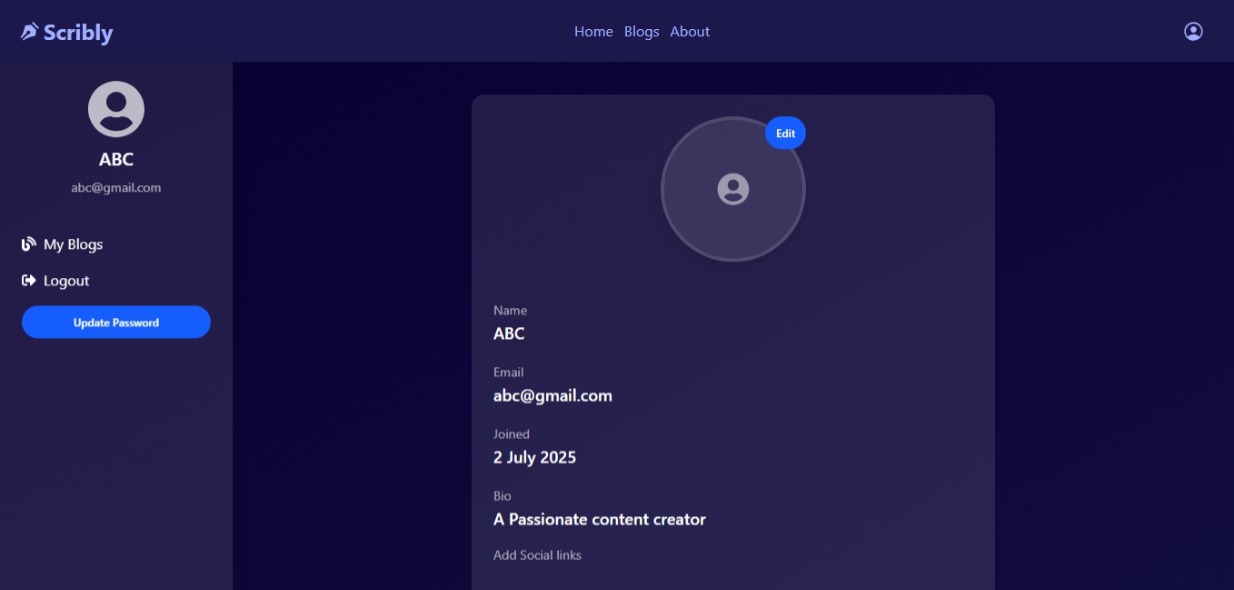 Scribly
Home Blogs About
ABC
abc@gmail.com
My Blogs
Logout
Update Password
Edit
Name
ABC
Email
abc@gmail.com
Joined
2 July 2025
Bio
A Passionate content creator
Add Social links